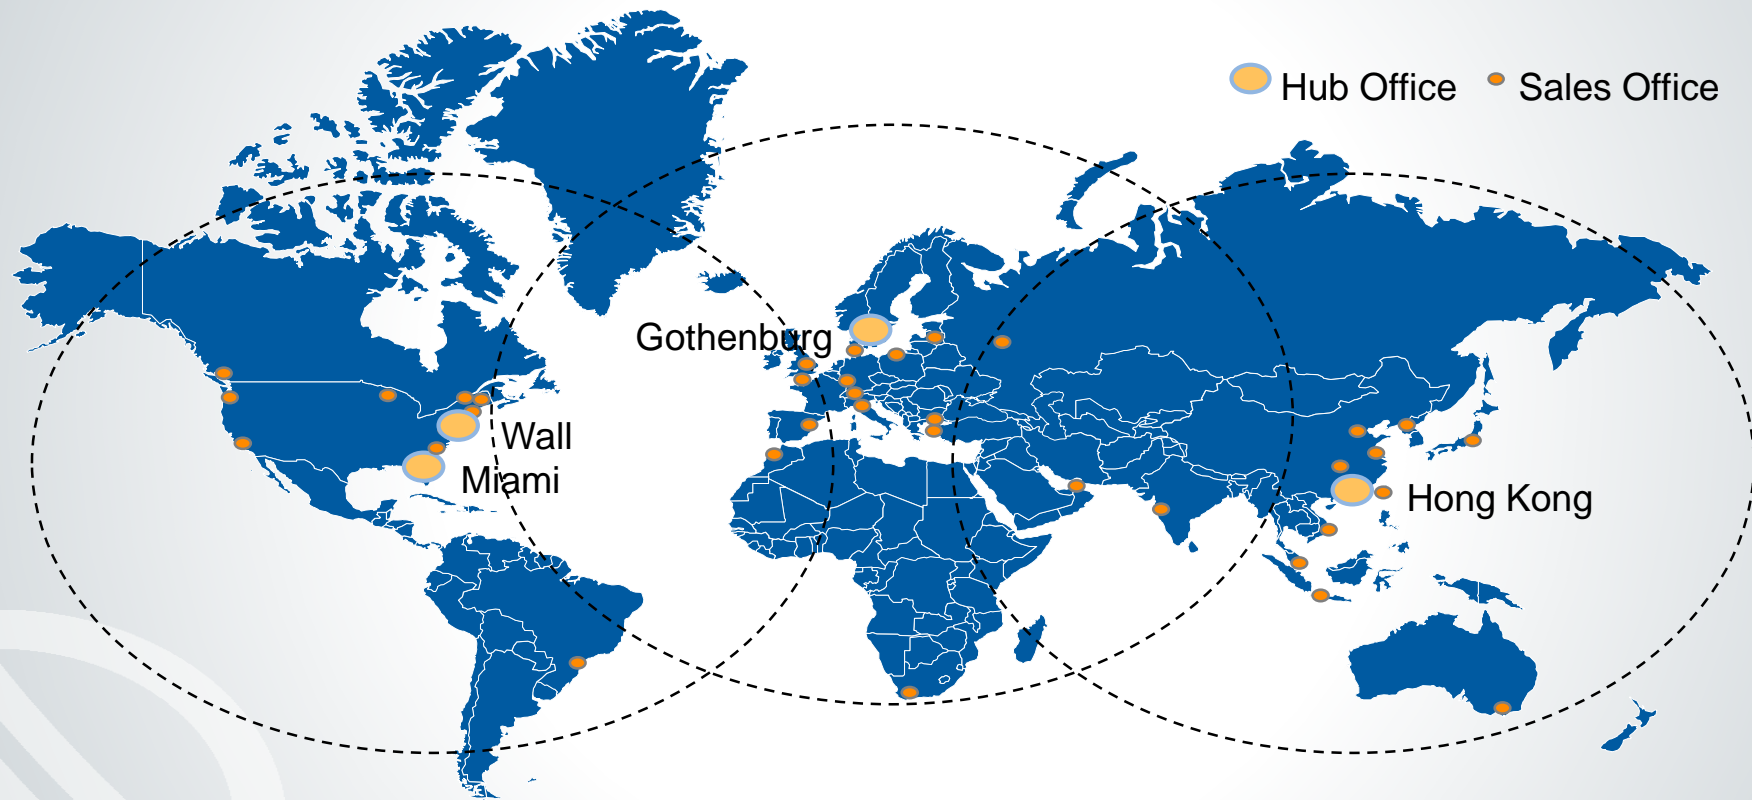 Hub Office
Sales Office
Gothenburg
Wall
Miami
Hong Kong